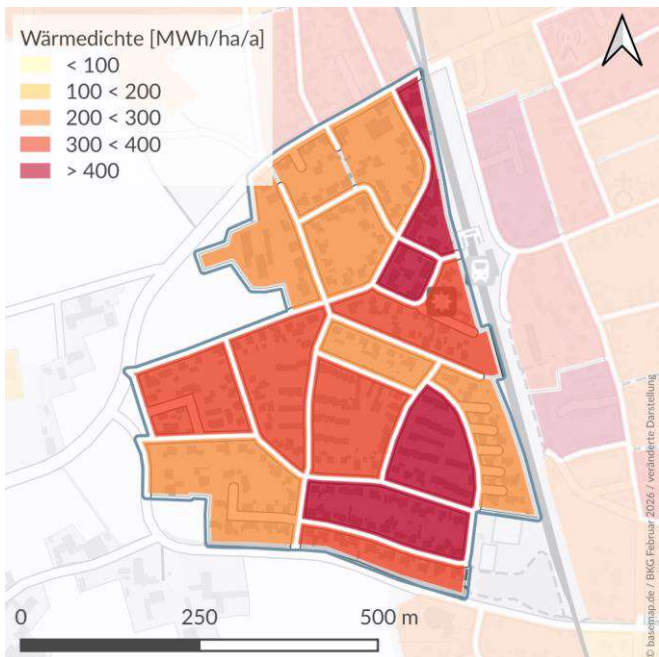 Wärmedichte [MWh/ha/a]
< 100
100 < 200
200 < 300
300 < 400
> 400
0 250 500 m
© basemap.de / BKG Februar 2026 / veränderte Darstellung